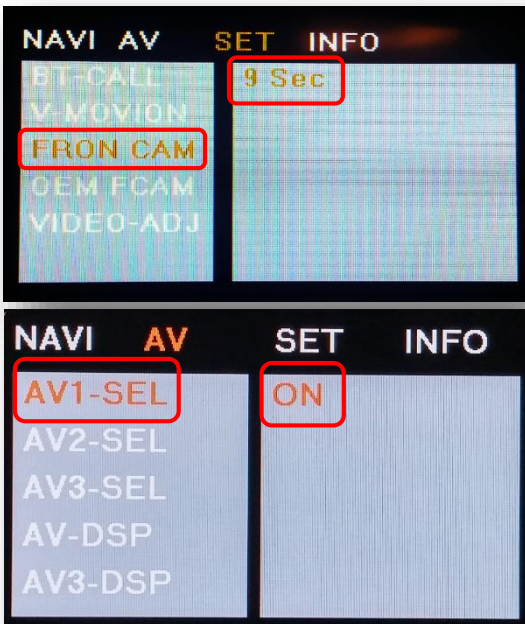 NAVI AV SET INFO
BT-CALL 9 Sec
V-MOVION
FRON CAM
OEM FCAM
VIDEO-ADJ
NAVI AV SET INFO
AV1-SEL ON
AV2-SEL
AV3-SEL
AV-DSP
AV3-DSP